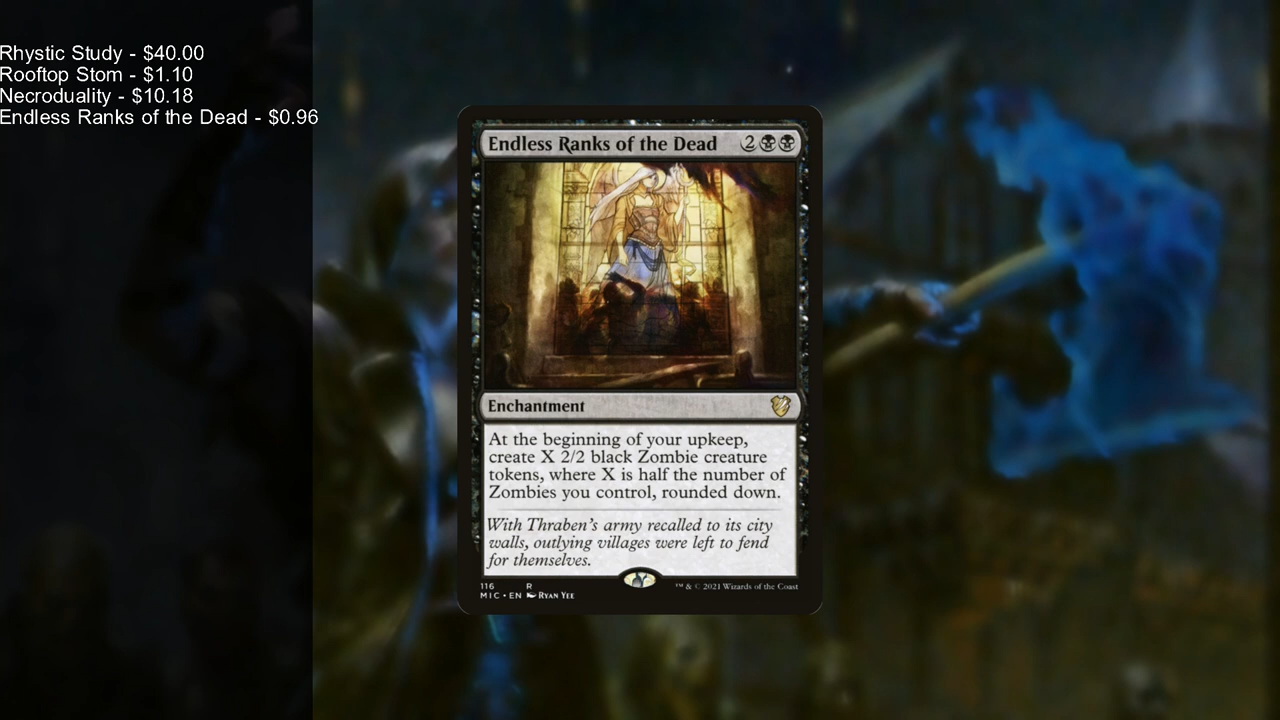 Rhystic Study - $40.00
Rooftop Stom - $1.10
Necroduality - $10.18
Endless Ranks of the Dead - $0.96
Endless Ranks of the Dead 2
Enchantment
At the beginning of your upkeep,
create X 2/2 black Zombie creature
tokens, where X is half the number of
Zombies you control, rounded down.
With Thraben's army recalled to its city
walls, outlying villages were left to fend
for themselves.
116 R
MIC • EN Ryan Yee
™ & © 2021 Wizards of the Coast